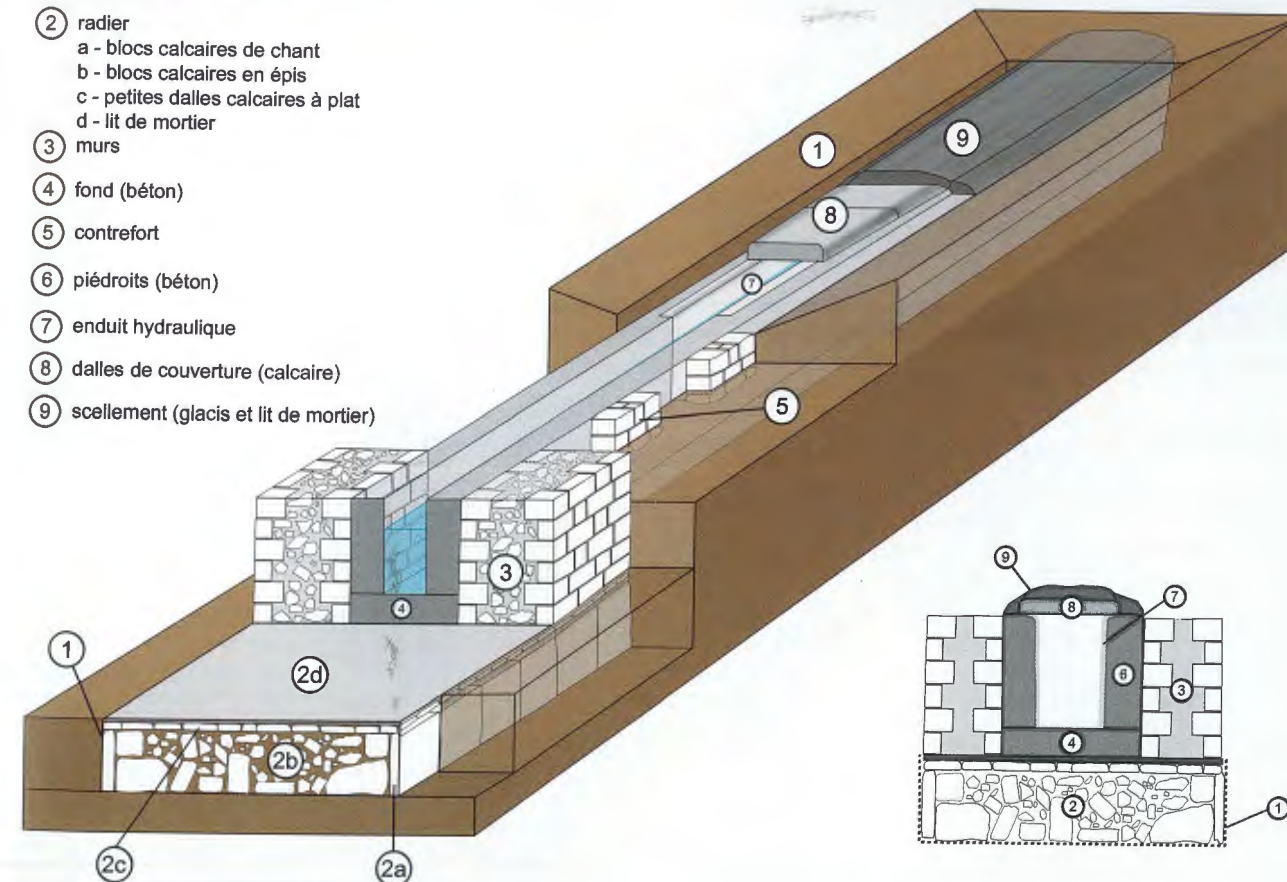 2 radier
a - blocs calcaires de chant
b - blocs calcaires en épis
c - petites dalles calcaires à plat
d - lit de mortier
3 murs
4 fond (béton)
5 contrefort
6 piédroits (béton)
7 enduit hydraulique
8 dalles de couverture (calcaire)
9 scellement (glacis et lit de mortier)
1
9
8
7
5
3
4
1
2d
2b
2c
2a
9
8
7
6
3
4
2
1